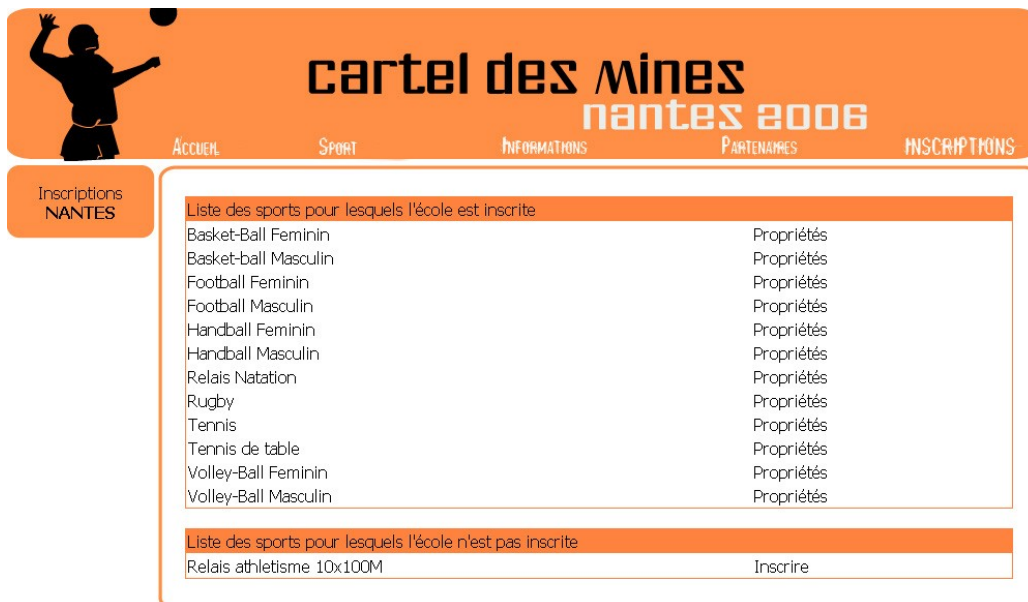 cartel des mines
nantes 2006
Accueil Sport Informations Partenaires INSCRIPTIONS
Inscriptions
NANTES
Liste des sports pour lesquels l'école est inscrite
Basket-Ball Feminin Propriétés
Basket-ball Masculin Propriétés
Football Feminin Propriétés
Football Masculin Propriétés
Handball Feminin Propriétés
Handball Masculin Propriétés
Relais Natation Propriétés
Rugby Propriétés
Tennis Propriétés
Tennis de table Propriétés
Volley-Ball Feminin Propriétés
Volley-Ball Masculin Propriétés
Liste des sports pour lesquels l'école n'est pas inscrite
Relais athletisme 10x100M Inscrire